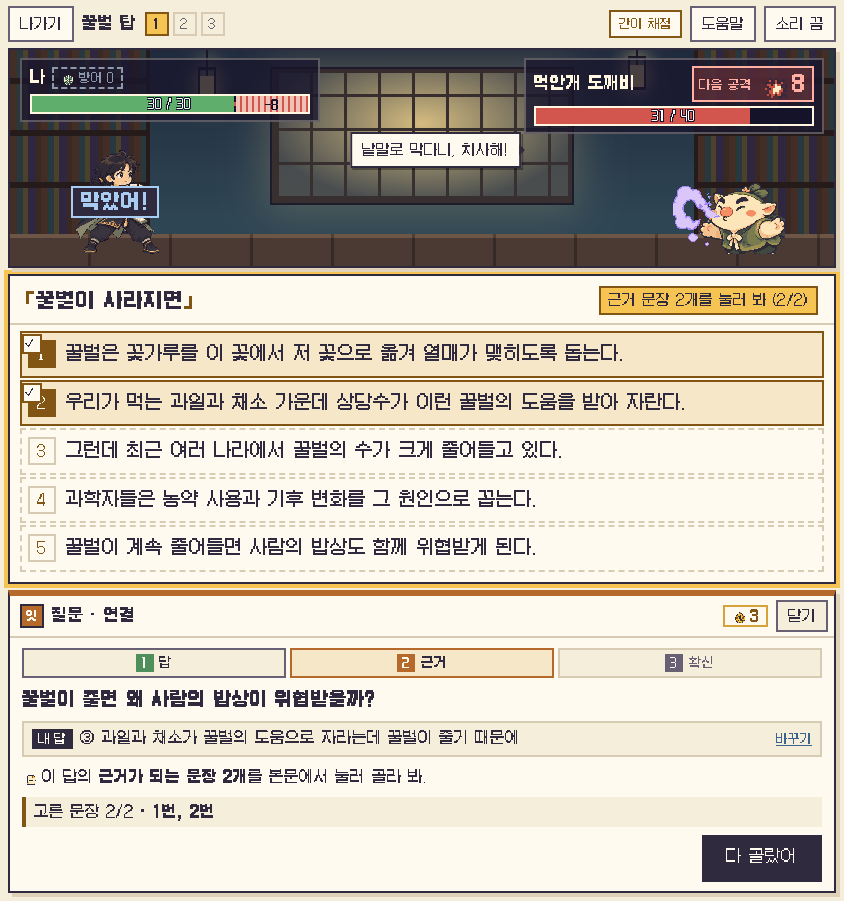 나가기 꿀벌 탑 1 2 3 간이 채점 도움말 소리 끔
나 방어 0
30 / 30 -8
먹안개 도깨비 다음 공격 8
31 / 40
낱말로 막다니, 치사해!
막았어!
「꿀벌이 사라지면」 근거 문장 2개를 눌러 봐 (2/2)
1 꿀벌은 꽃가루를 이 꽃에서 저 꽃으로 옮겨 열매가 맺히도록 돕는다.
2 우리가 먹는 과일과 채소 가운데 상당수가 이런 꿀벌의 도움을 받아 자란다.
3 그런데 최근 여러 나라에서 꿀벌의 수가 크게 줄어들고 있다.
4 과학자들은 농약 사용과 기후 변화를 그 원인으로 꼽는다.
5 꿀벌이 계속 줄어들면 사람의 밥상도 함께 위협받게 된다.
잇 질문 · 연결 3 닫기
1 답 2 근거 3 확신
꿀벌이 줄면 왜 사람의 밥상이 위협받을까?
내 답 ③ 과일과 채소가 꿀벌의 도움으로 자라는데 꿀벌이 줄기 때문에 바꾸기
이 답의 근거가 되는 문장 2개를 본문에서 눌러 골라 봐.
고른 문장 2/2 · 1번, 2번
다 골랐어